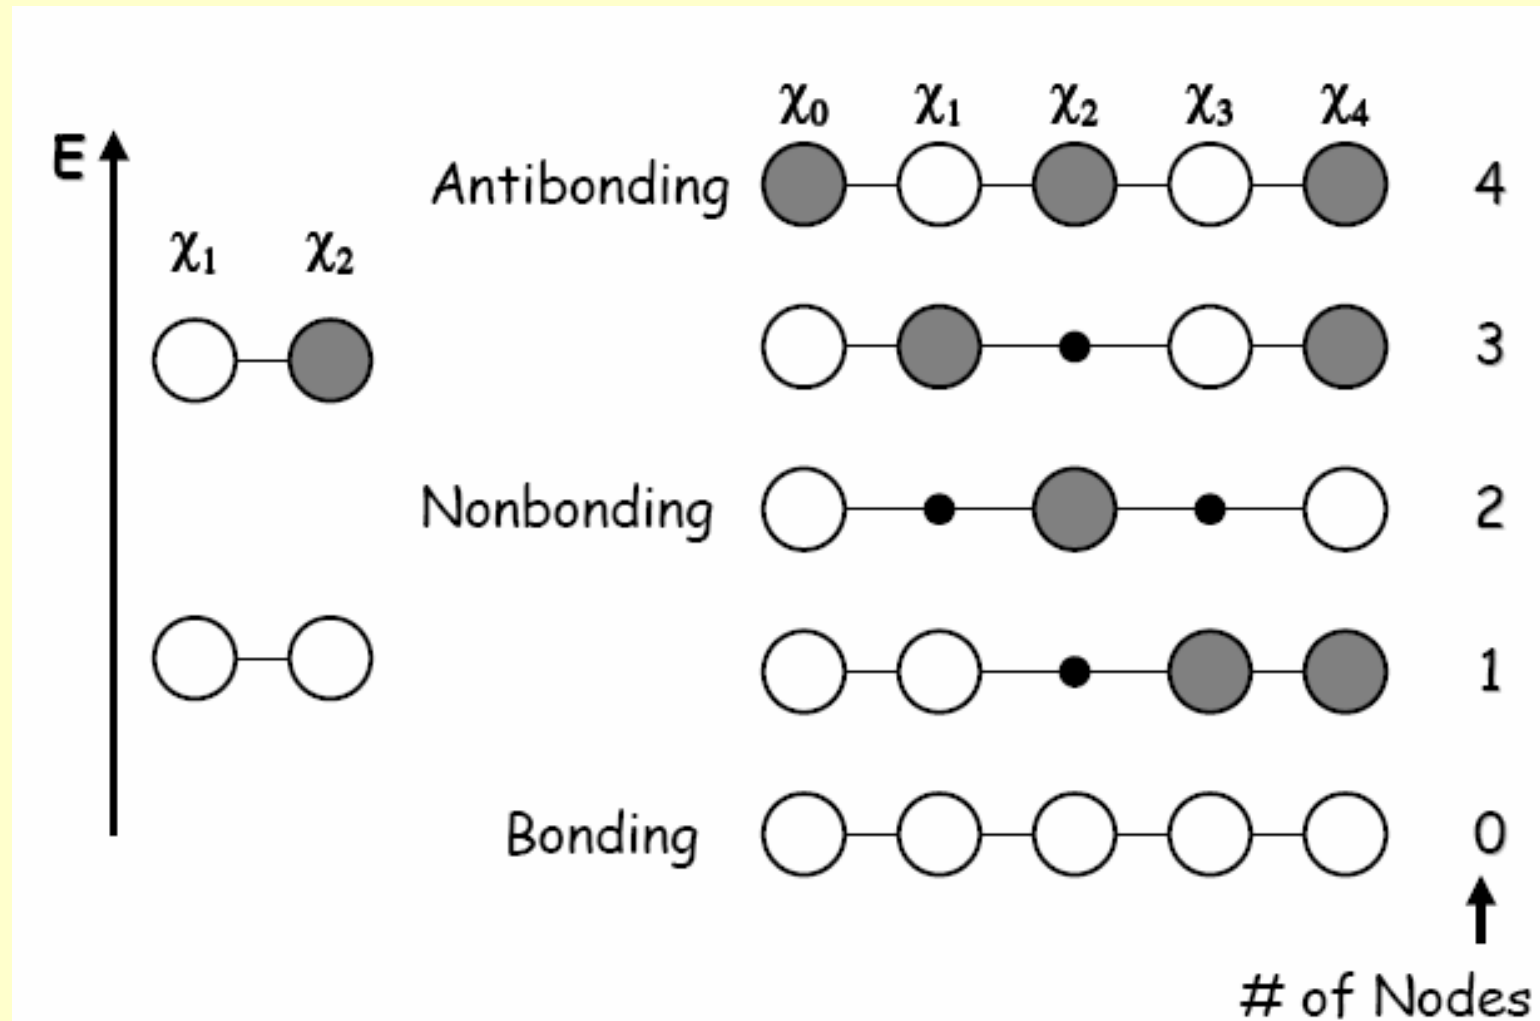 χ₀ χ₁ χ₂ χ₃ χ₄
E
Antibonding 4
χ₁ χ₂
3
Nonbonding 2
1
Bonding 0
# of Nodes